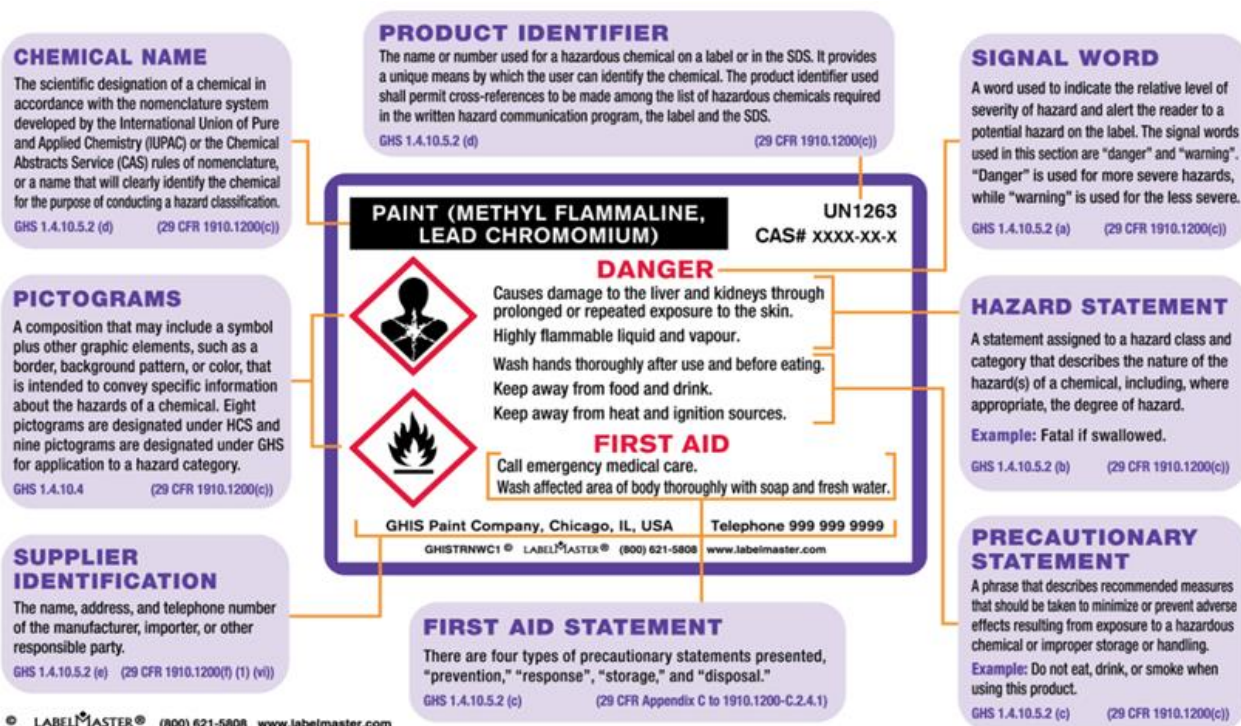 CHEMICAL NAME
The scientific designation of a chemical in
accordance with the nomenclature system
developed by the International Union of Pure
and Applied Chemistry (IUPAC) or the Chemical
Abstracts Service (CAS) rules of nomenclature,
or a name that will clearly identify the chemical
for the purpose of conducting a hazard classification.
GHS 1.4.10.5.2 (d) (29 CFR 1910.1200(c))
PRODUCT IDENTIFIER
The name or number used for a hazardous chemical on a label or in the SDS. It provides
a unique means by which the user can identify the chemical. The product identifier used
shall permit cross-references to be made among the list of hazardous chemicals required
in the written hazard communication program, the label and the SDS.
GHS 1.4.10.5.2 (d) (29 CFR 1910.1200(c))
SIGNAL WORD
A word used to indicate the relative level of
severity of hazard and alert the reader to a
potential hazard on the label. The signal words
used in this section are “danger” and “warning”.
“Danger” is used for more severe hazards,
while “warning” is used for the less severe.
GHS 1.4.10.5.2 (a) (29 CFR 1910.1200(c))
PICTOGRAMS
A composition that may include a symbol
plus other graphic elements, such as a
border, background pattern, or color, that
is intended to convey specific information
about the hazards of a chemical. Eight
pictograms are designated under HCS and
nine pictograms are designated under GHS
for application to a hazard category.
GHS 1.4.10.4 (29 CFR 1910.1200(c))
PAINT (METHYL FLAMMALINE,
LEAD CHROMOMIUM)
UN1263
CAS# XXXX-XX-X
DANGER
Causes damage to the liver and kidneys through
prolonged or repeated exposure to the skin.
Highly flammable liquid and vapour.
Wash hands thoroughly after use and before eating.
Keep away from food and drink.
Keep away from heat and ignition sources.
FIRST AID
Call emergency medical care.
Wash affected area of body thoroughly with soap and fresh water.
GHIS Paint Company, Chicago, IL, USA Telephone 999 999 9999
GHISTRNWC1 © LABELMASTER® (800) 621-5808 www.labelmaster.com
HAZARD STATEMENT
A statement assigned to a hazard class and
category that describes the nature of the
hazard(s) of a chemical, including, where
appropriate, the degree of hazard.
Example: Fatal if swallowed.
GHS 1.4.10.5.2 (b) (29 CFR 1910.1200(c))
SUPPLIER
IDENTIFICATION
The name, address, and telephone number
of the manufacturer, importer, or other
responsible party.
GHS 1.4.10.5.2 (e) (29 CFR 1910.1200(f) (1) (vi))
FIRST AID STATEMENT
There are four types of precautionary statements presented,
“prevention,” “response”, “storage,” and “disposal.”
GHS 1.4.10.5.2 (c) (29 CFR Appendix C to 1910.1200-C.2.4.1)
PRECAUTIONARY
STATEMENT
A phrase that describes recommended measures
that should be taken to minimize or prevent adverse
effects resulting from exposure to a hazardous
chemical or improper storage or handling.
Example: Do not eat, drink, or smoke when
using this product.
GHS 1.4.10.5.2 (c) (29 CFR 1910.1200(c))
© LABELMASTER® (800) 621-5808 www.labelmaster.com